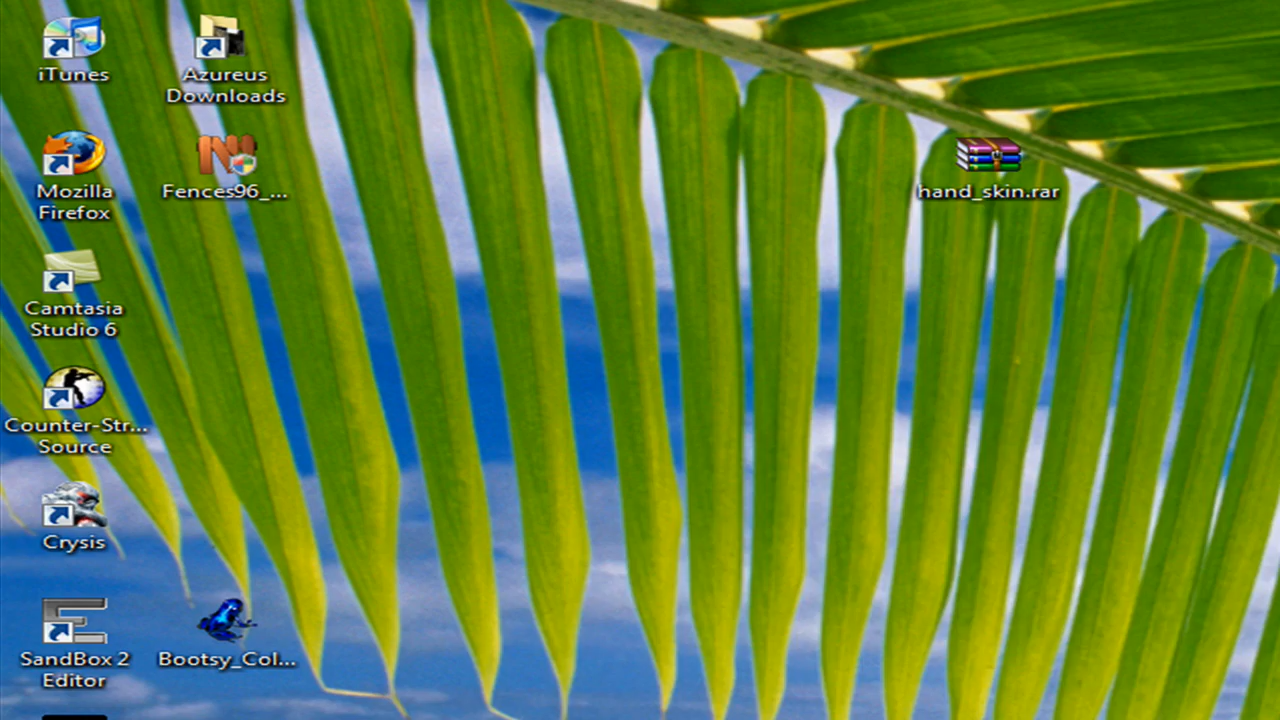 iTunes
Azureus
Downloads
Mozilla
Firefox
Fences96_...
hand_skin.rar
Camtasia
Studio 6
Counter-Str...
Source
Crysis
SandBox 2
Editor
Bootsy_Col...